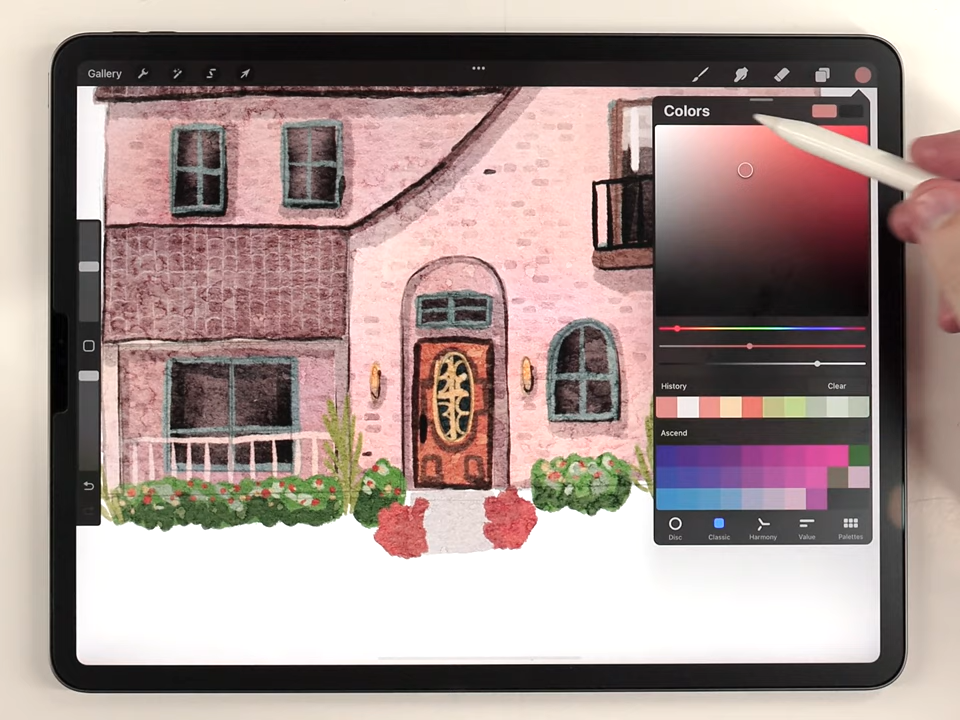 Gallery
Colors
History Clear
Ascend
Disc Classic Harmony Value Palettes